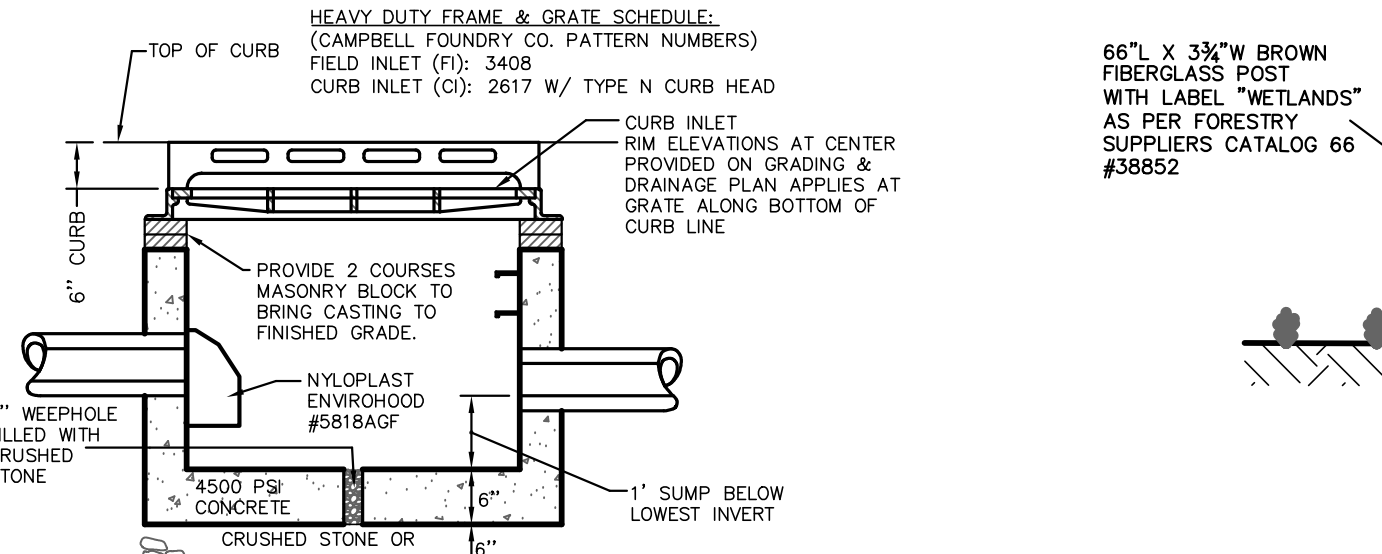 HEAVY DUTY FRAME & GRATE SCHEDULE:
(CAMPBELL FOUNDRY CO. PATTERN NUMBERS)
FIELD INLET (FI): 3408
CURB INLET (CI): 2617 W/ TYPE N CURB HEAD
TOP OF CURB
CURB INLET
RIM ELEVATIONS AT CENTER
PROVIDED ON GRADING &
DRAINAGE PLAN APPLIES AT
GRATE ALONG BOTTOM OF
CURB LINE
6" CURB
PROVIDE 2 COURSES
MASONRY BLOCK TO
BRING CASTING TO
FINISHED GRADE.
NYLOPLAST
ENVIROHOOD
#5818AGF
" WEEPHOLE
ILLED WITH
RUSHED
TONE
4500 PSI
CONCRETE
6"
1' SUMP BELOW
LOWEST INVERT
CRUSHED STONE OR
6"
66"L X 3¾"W BROWN
FIBERGLASS POST
WITH LABEL "WETLANDS"
AS PER FORESTRY
SUPPLIERS CATALOG 66
#38852